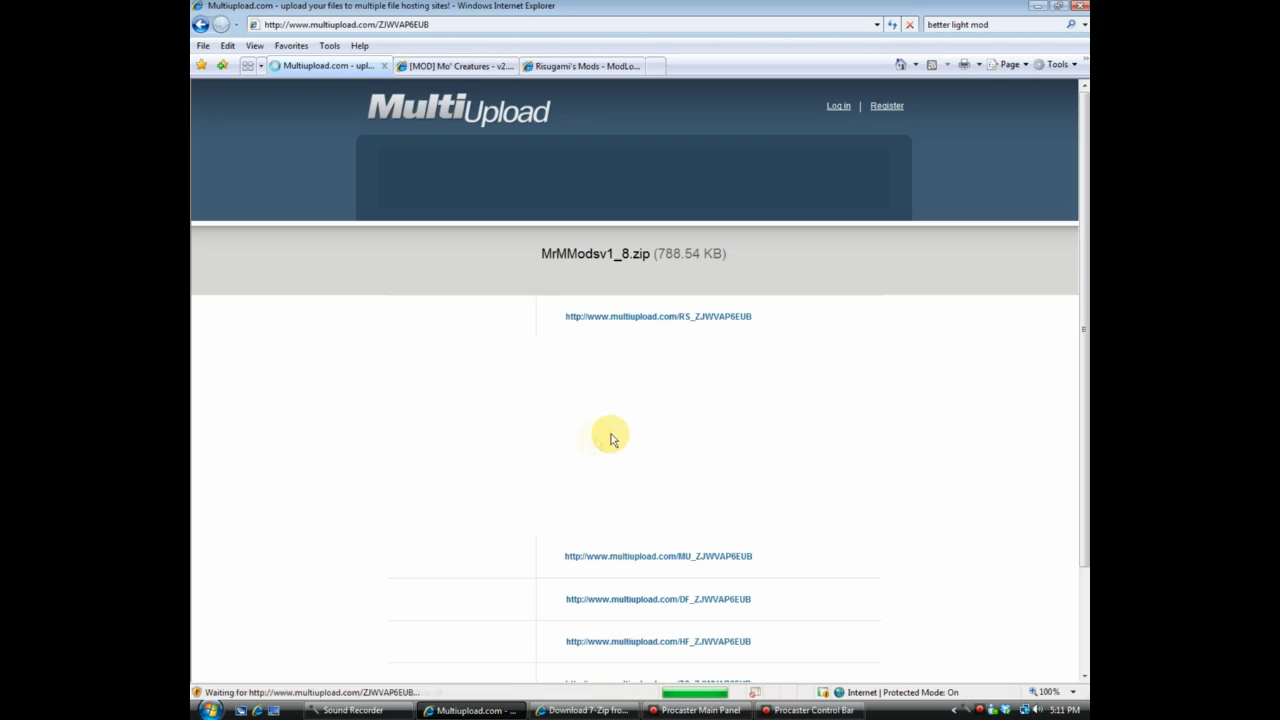 Multiupload.com - upload your files to multiple file hosting sites! - Windows Internet Explorer
http://www.multiupload.com/ZJWVAP6EUB
better light mod
File Edit View Favorites Tools Help
Multiupload.com - upl...
[MOD] Mo' Creatures - v2....
Risugami's Mods - ModLo...
Page
Tools
MultiUpload
Log in | Register
MrMModsv1_8.zip (788.54 KB)
http://www.multiupload.com/RS_ZJWVAP6EUB
http://www.multiupload.com/MU_ZJWVAP6EUB
http://www.multiupload.com/DF_ZJWVAP6EUB
http://www.multiupload.com/HF_ZJWVAP6EUB
Waiting for http://www.multiupload.com/ZJWVAP6EUB...
Internet | Protected Mode: On
100%
Sound Recorder
Multiupload.com - ...
Download 7-Zip fro...
Procaster Main Panel
Procaster Control Bar
5:11 PM